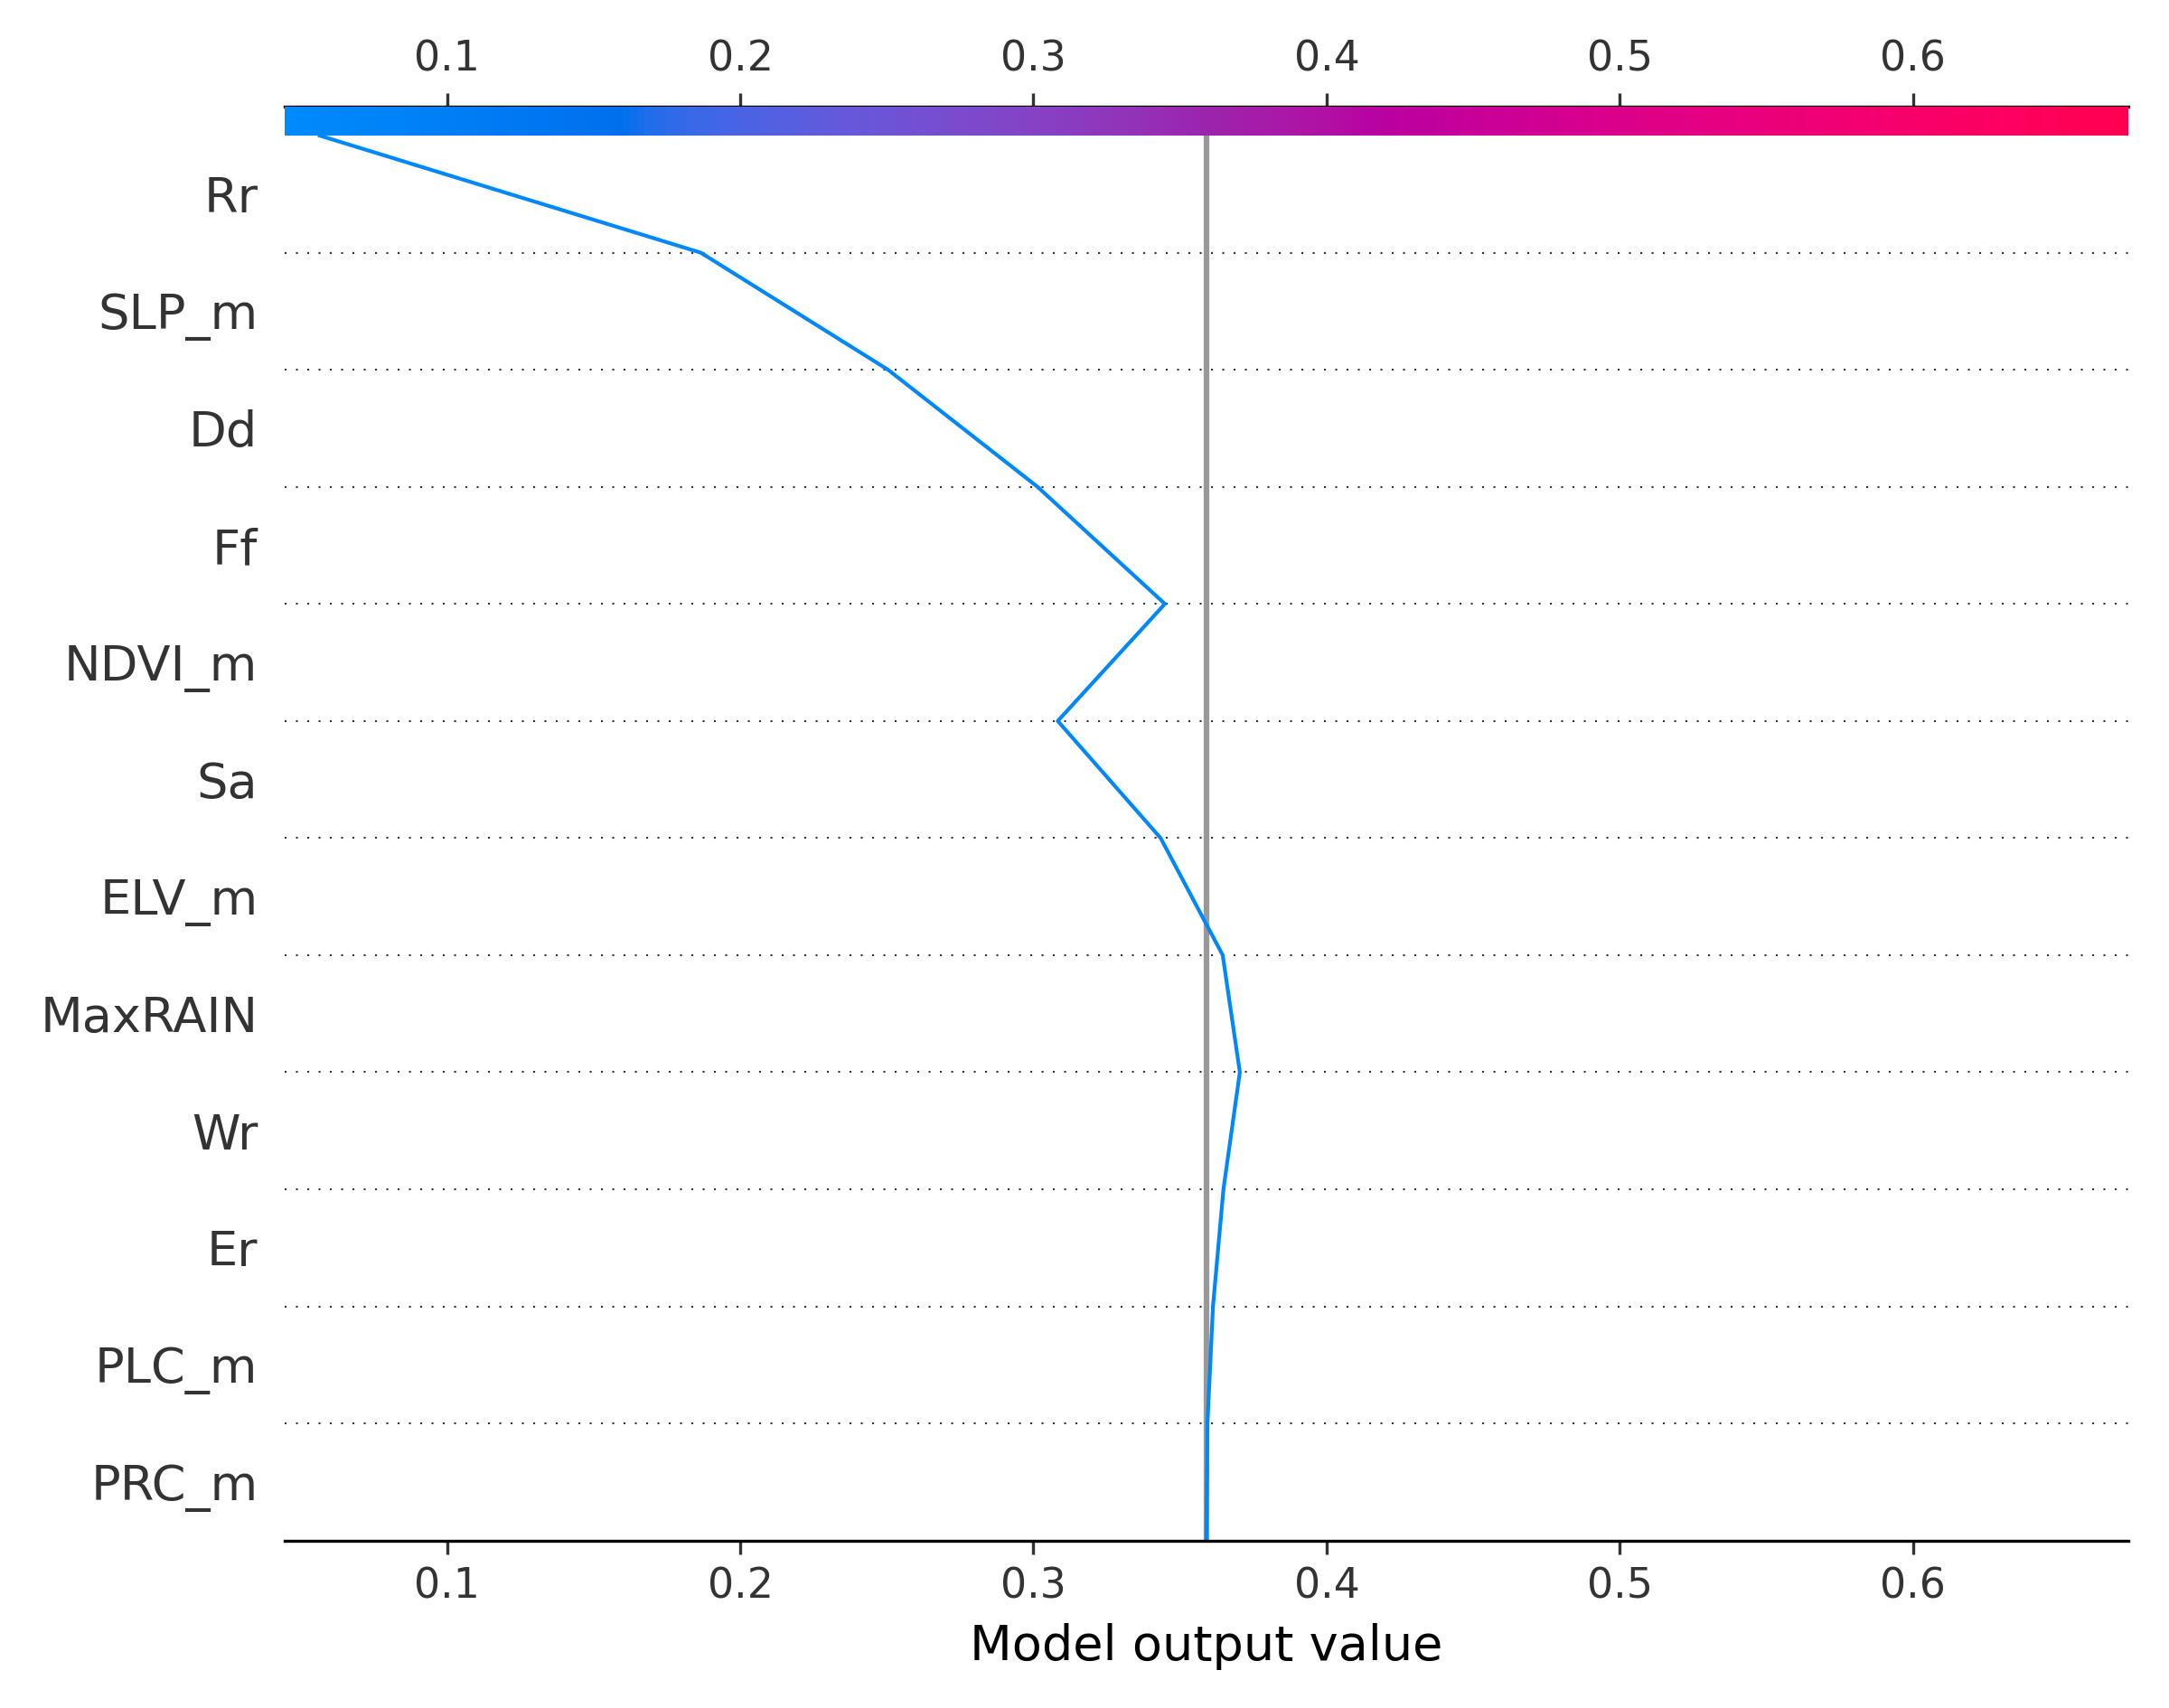 0.1 0.2 0.3 0.4 0.5 0.6
Rr
SLP_m
Dd
Ff
NDVI_m
Sa
ELV_m
MaxRAIN
Wr
Er
PLC_m
PRC_m
0.1 0.2 0.3 0.4 0.5 0.6
Model output value